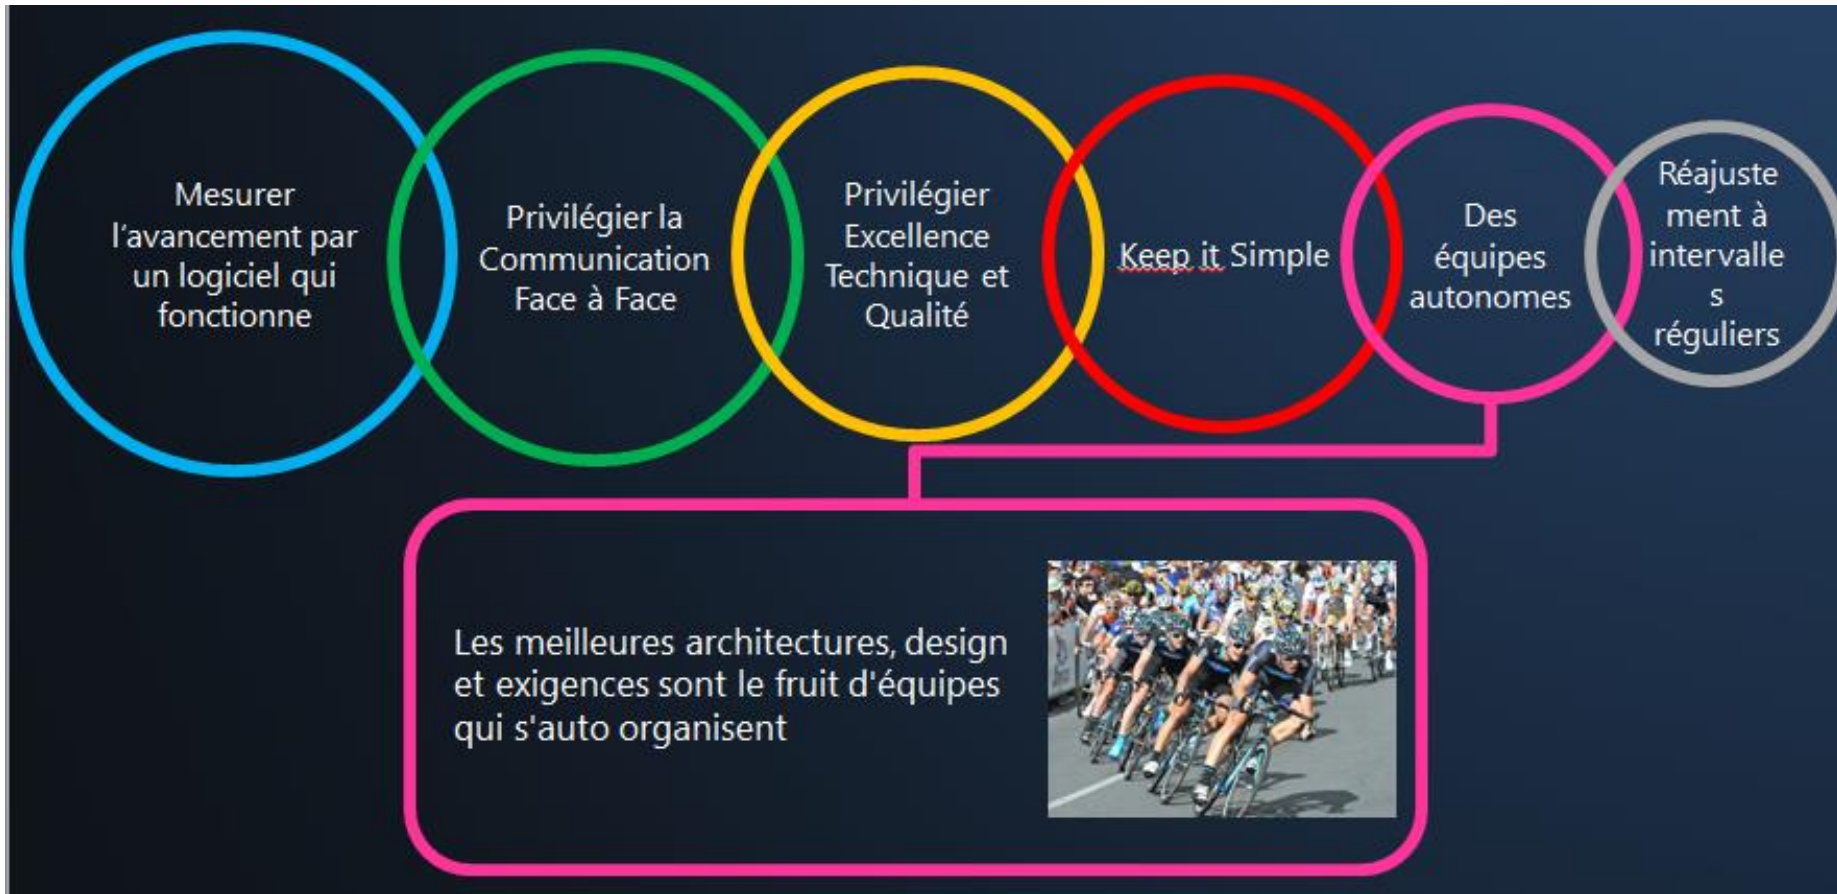 Mesurer
l'avancement par
un logiciel qui
fonctionne
Privilégier la
Communication
Face à Face
Privilégier
Excellence
Technique et
Qualité
Keep it Simple
Des
équipes
autonomes
Réajuste
ment à
intervalle
s
réguliers
Les meilleures architectures, design
et exigences sont le fruit d'équipes
qui s'auto organisent